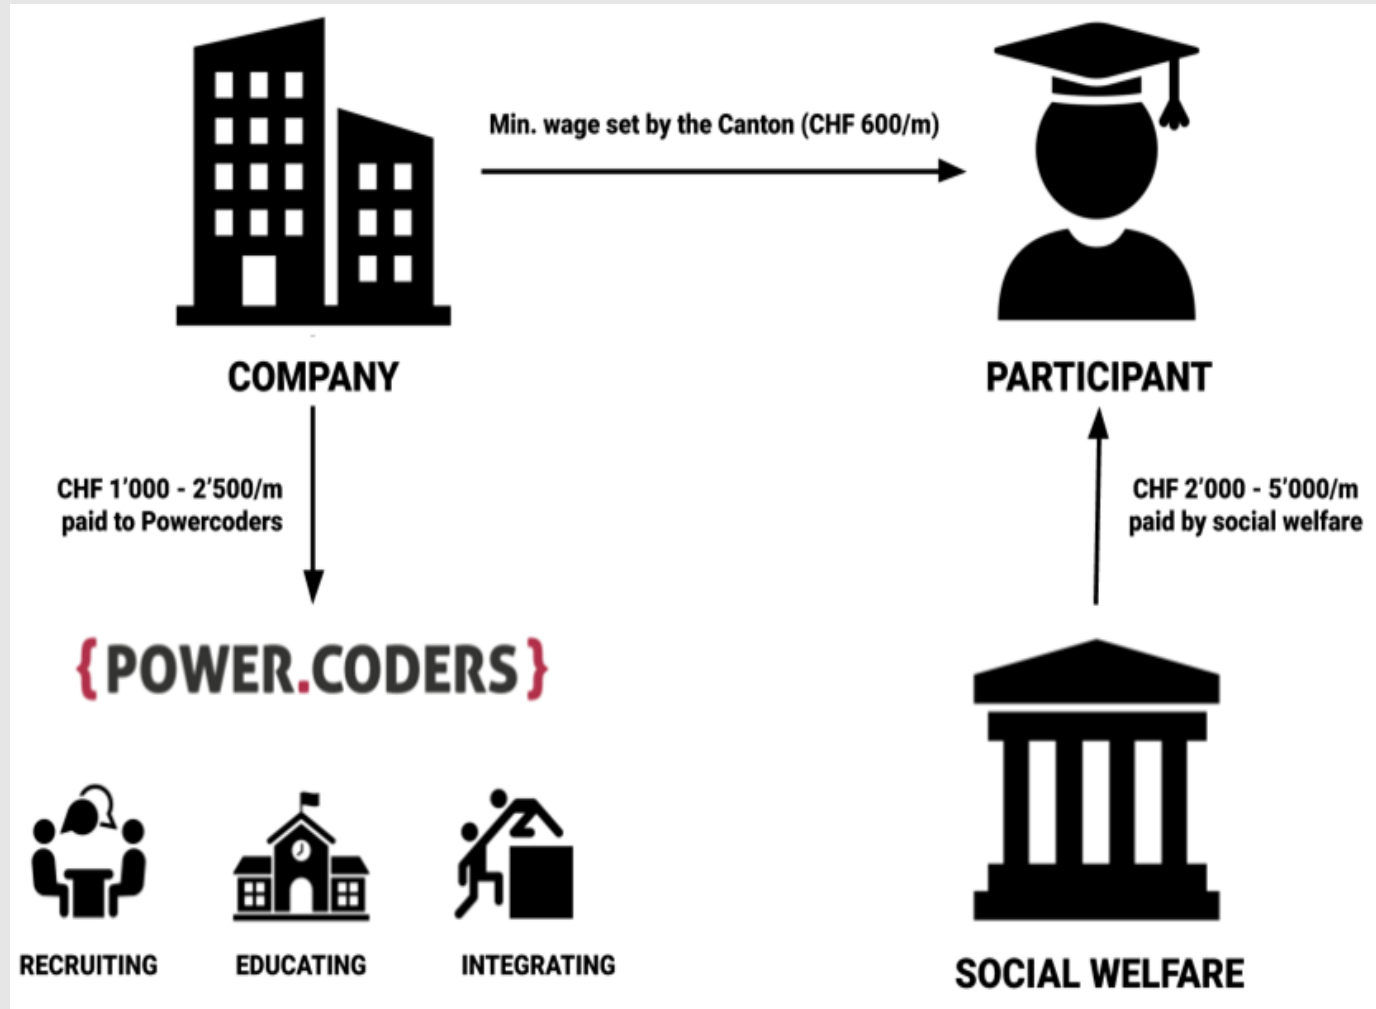 Min. wage set by the Canton (CHF 600/m)
COMPANY
PARTICIPANT
CHF 1’000 - 2’500/m
paid to Powercoders
CHF 2’000 - 5’000/m
paid by social welfare
{POWER.CODERS}
RECRUITING
EDUCATING
INTEGRATING
SOCIAL WELFARE